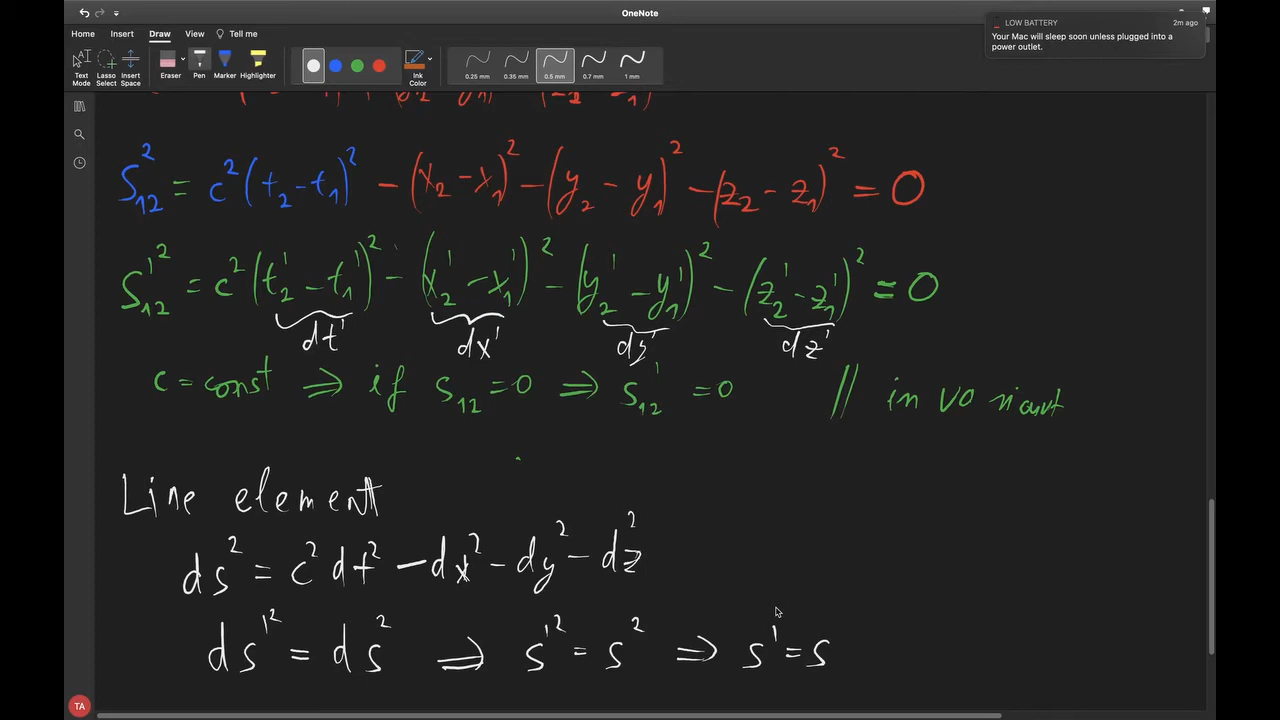 OneNote
LOW BATTERY 2m ago
Your Mac will sleep soon unless plugged into a
power outlet.
Home Insert Draw View Tell me
Text Mode Lasso Select Insert Space Eraser Pen Marker Highlighter Ink Color 0.25 mm 0.35 mm 0.5 mm 0.7 mm 1 mm
S₁₂² = c²(t₂-t₁)² -(x₂-x₁)² -(y₂ - y₁)² -(z₂ - z₁)² = 0
S'₁₂² = c²(t'₂-t'₁)² - (x'₂-x'₁)² - (y'₂-y'₁)² - (z'₂-z'₁)² = 0
dt' dx' dy' dz'
c = const ⇒ if S₁₂=0 ⇒ S'₁₂ =0 //
Line element
ds² = c² dt² - dx² - dy² - dz²
ds'² = ds² ⇒ s'² = s² ⇒ s' = s
TA